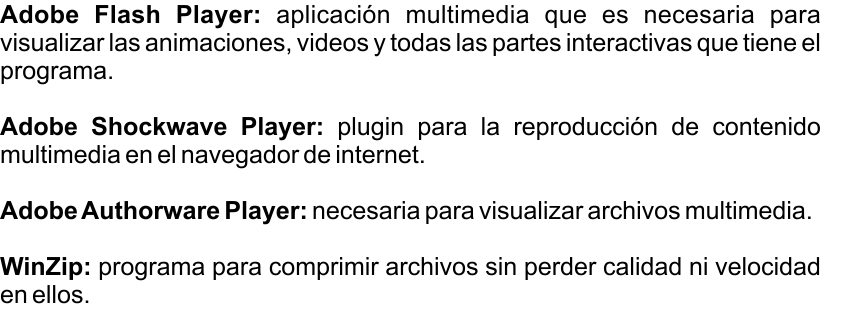 Adobe Flash Player: aplicación multimedia que es necesaria para
visualizar las animaciones, videos y todas las partes interactivas que tiene el
programa.
Adobe Shockwave Player: plugin para la reproducción de contenido
multimedia en el navegador de internet.
Adobe Authorware Player: necesaria para visualizar archivos multimedia.
WinZip: programa para comprimir archivos sin perder calidad ni velocidad
en ellos.